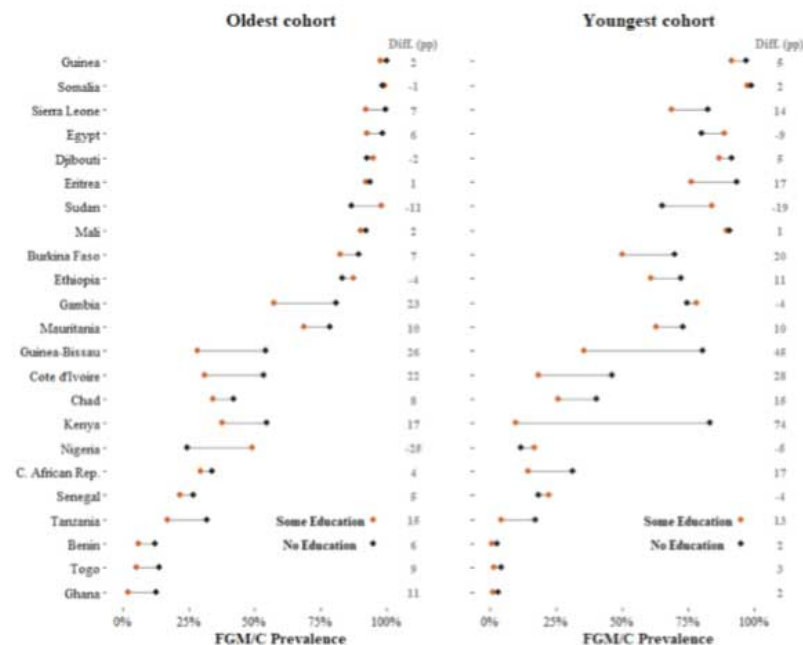 Oldest cohort Youngest cohort
Diff. (pp) Diff. (pp)
Guinea 2 5
Somalia -1 2
Sierra Leone 7 14
Egypt 6 -9
Djibouti -2 5
Eritrea 1 17
Sudan -11 -19
Mali 2 1
Burkina Faso 7 20
Ethiopia -4 11
Gambia 23 -4
Mauritania 10 10
Guinea-Bissau 26
Cote d'Ivoire 22 28
Chad 8
Kenya 17 74
Nigeria
C. African Rep. 4 17
Senegal 5 -4
Tanzania Some Education Some Education 13
Benin No Education 6 No Education 2
Togo 9 3
Ghana 11 2
0% 25% 50% 75% 100% 0% 25% 50% 75% 100%
FGM/C Prevalence FGM/C Prevalence